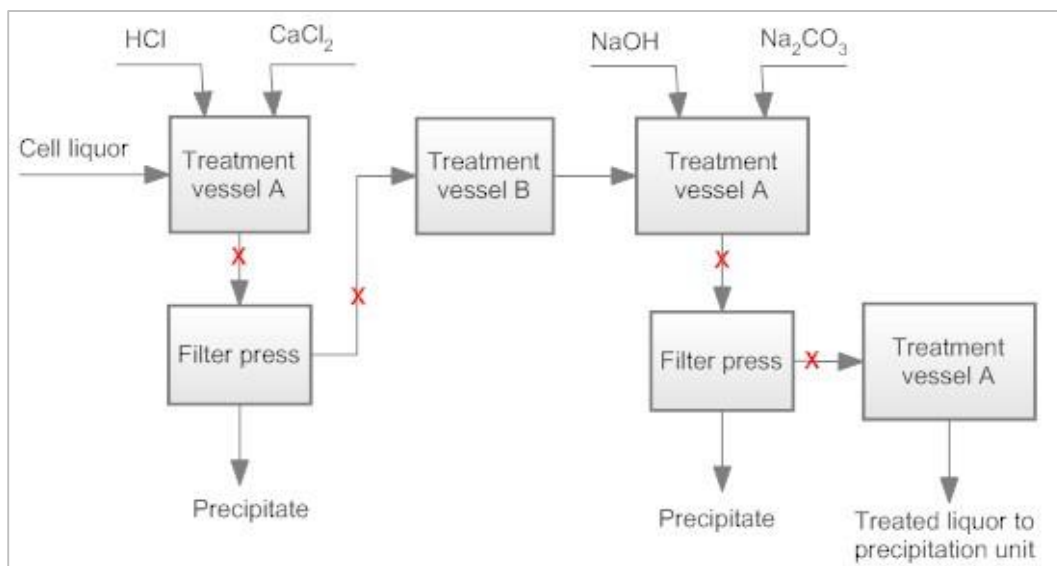 HCl
CaCl₂
NaOH
Na₂CO₃
Cell liquor
Treatment
vessel A
Treatment
vessel B
Treatment
vessel A
X
X
X
Filter press
Filter press
X
Treatment
vessel A
Precipitate
Precipitate
Treated liquor to
precipitation unit